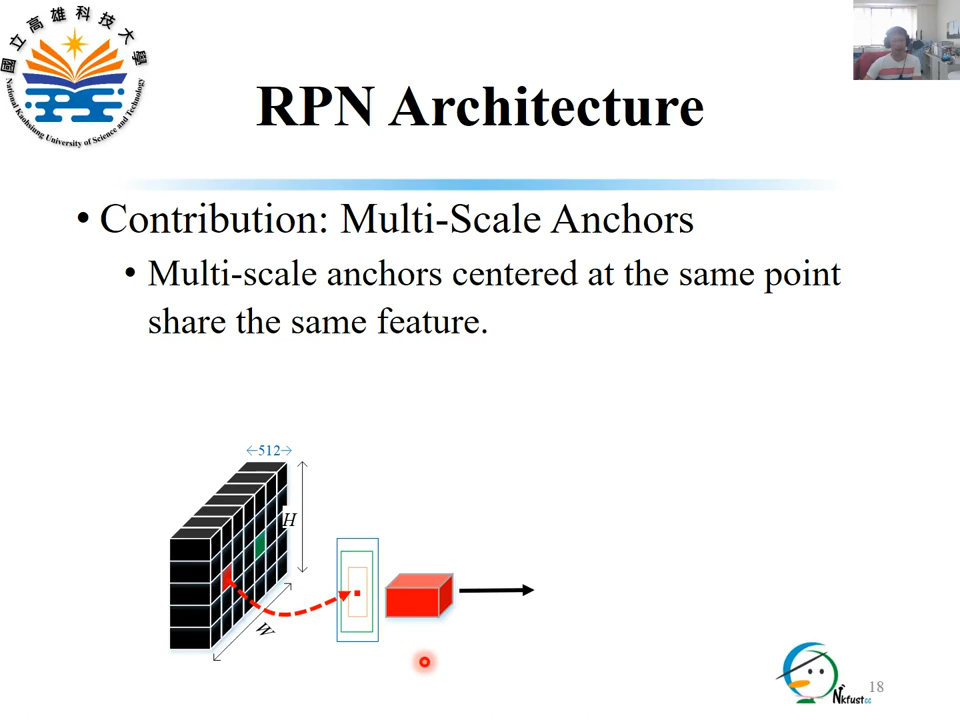 國立高雄科技大學
National Kaohsiung University of Science and Technology
RPN Architecture
• Contribution: Multi-Scale Anchors
• Multi-scale anchors centered at the same point
share the same feature.
512
H
W
Nkfust cc
18